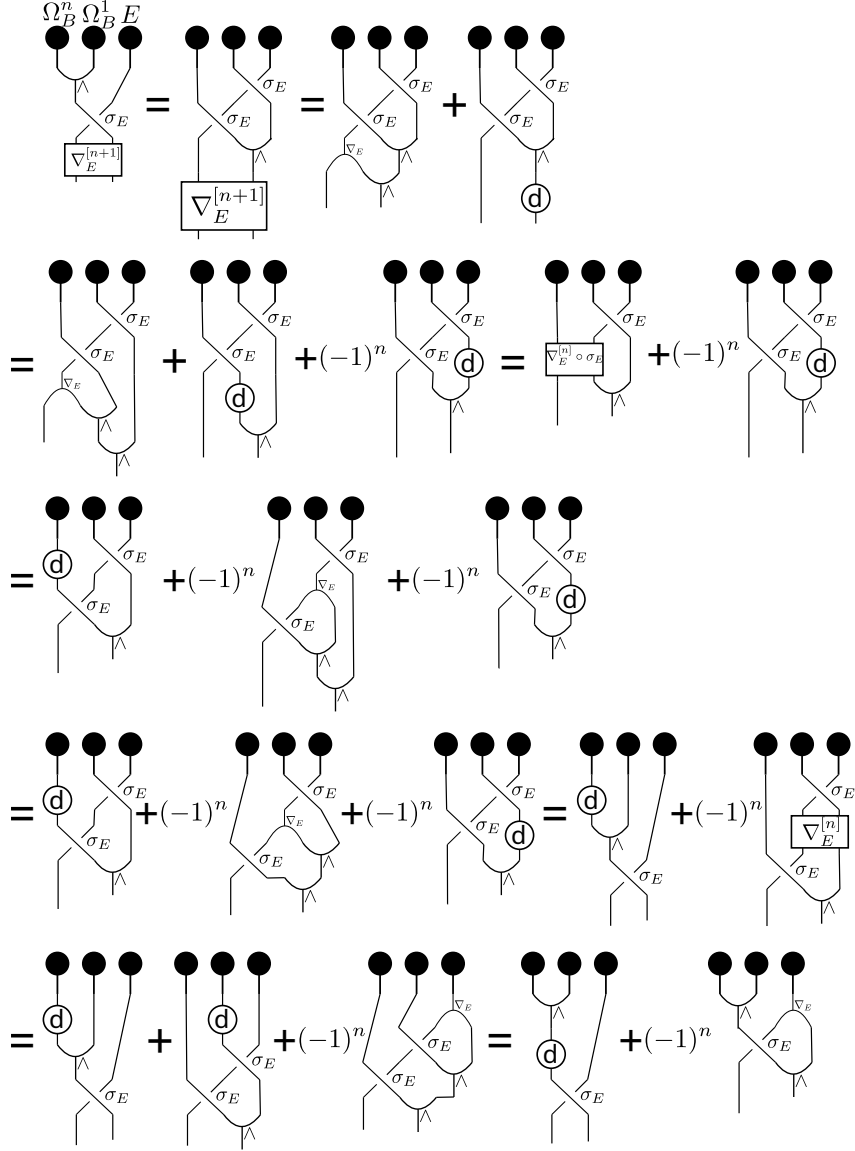 Ω_B^n Ω_B^1 E
∧ σ_E ∇_E^{[n+1]} = σ_E σ_E ∧ ∇_E^{[n+1]} = σ_E σ_E ∇_E ∧ ∧ + σ_E σ_E ∧ d
= σ_E σ_E ∇_E ∧ ∧ + σ_E σ_E d ∧ +(-1)^n σ_E σ_E d ∧ = σ_E ∇_E^{[n]} ∘ σ_E ∧ +(-1)^n σ_E σ_E d ∧
= d σ_E σ_E ∧ +(-1)^n σ_E ∇_E σ_E ∧ ∧ +(-1)^n σ_E σ_E d ∧
= d σ_E σ_E ∧ +(-1)^n σ_E ∇_E σ_E ∧ ∧ +(-1)^n σ_E σ_E d ∧ = d ∧ σ_E +(-1)^n σ_E ∇_E^{[n]} σ_E ∧
= d ∧ σ_E + d σ_E σ_E ∧ +(-1)^n ∇_E σ_E σ_E ∧ ∧ = ∧ d σ_E +(-1)^n ∧ ∇_E σ_E ∧